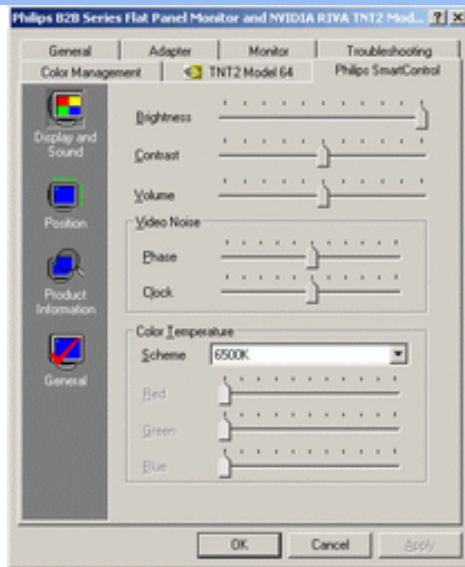 Philips B2B Series Flat Panel Monitor and NVIDIA RIVA TNT2 Mod...
General Adapter Monitor Troubleshooting
Color Management TNT2 Model 64 Philips SmartControl
Display and
Sound
Position
Product
Information
General
Brightness
Contrast
Volume
Video Noise
Phase
Clock
Color Temperature
Scheme 6500K
Red
Green
Blue
OK Cancel Apply